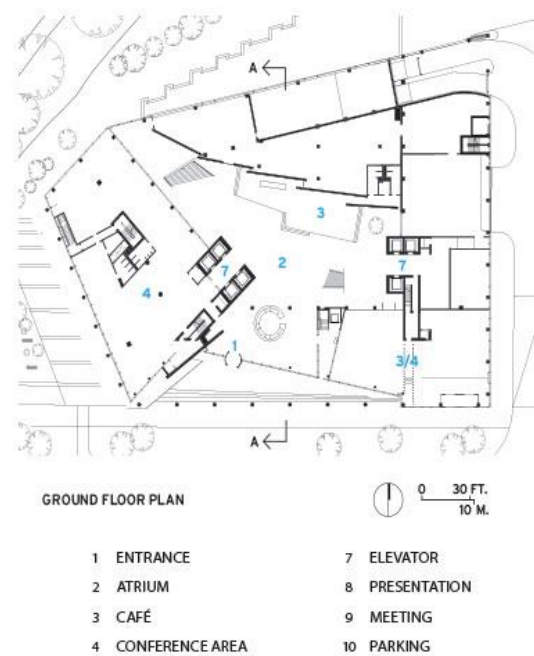 A
3
7
2
7
4
1
3/4
A
GROUND FLOOR PLAN
0 30 FT.
10 M.
1 ENTRANCE
2 ATRIUM
3 CAFÉ
4 CONFERENCE AREA
7 ELEVATOR
8 PRESENTATION
9 MEETING
10 PARKING